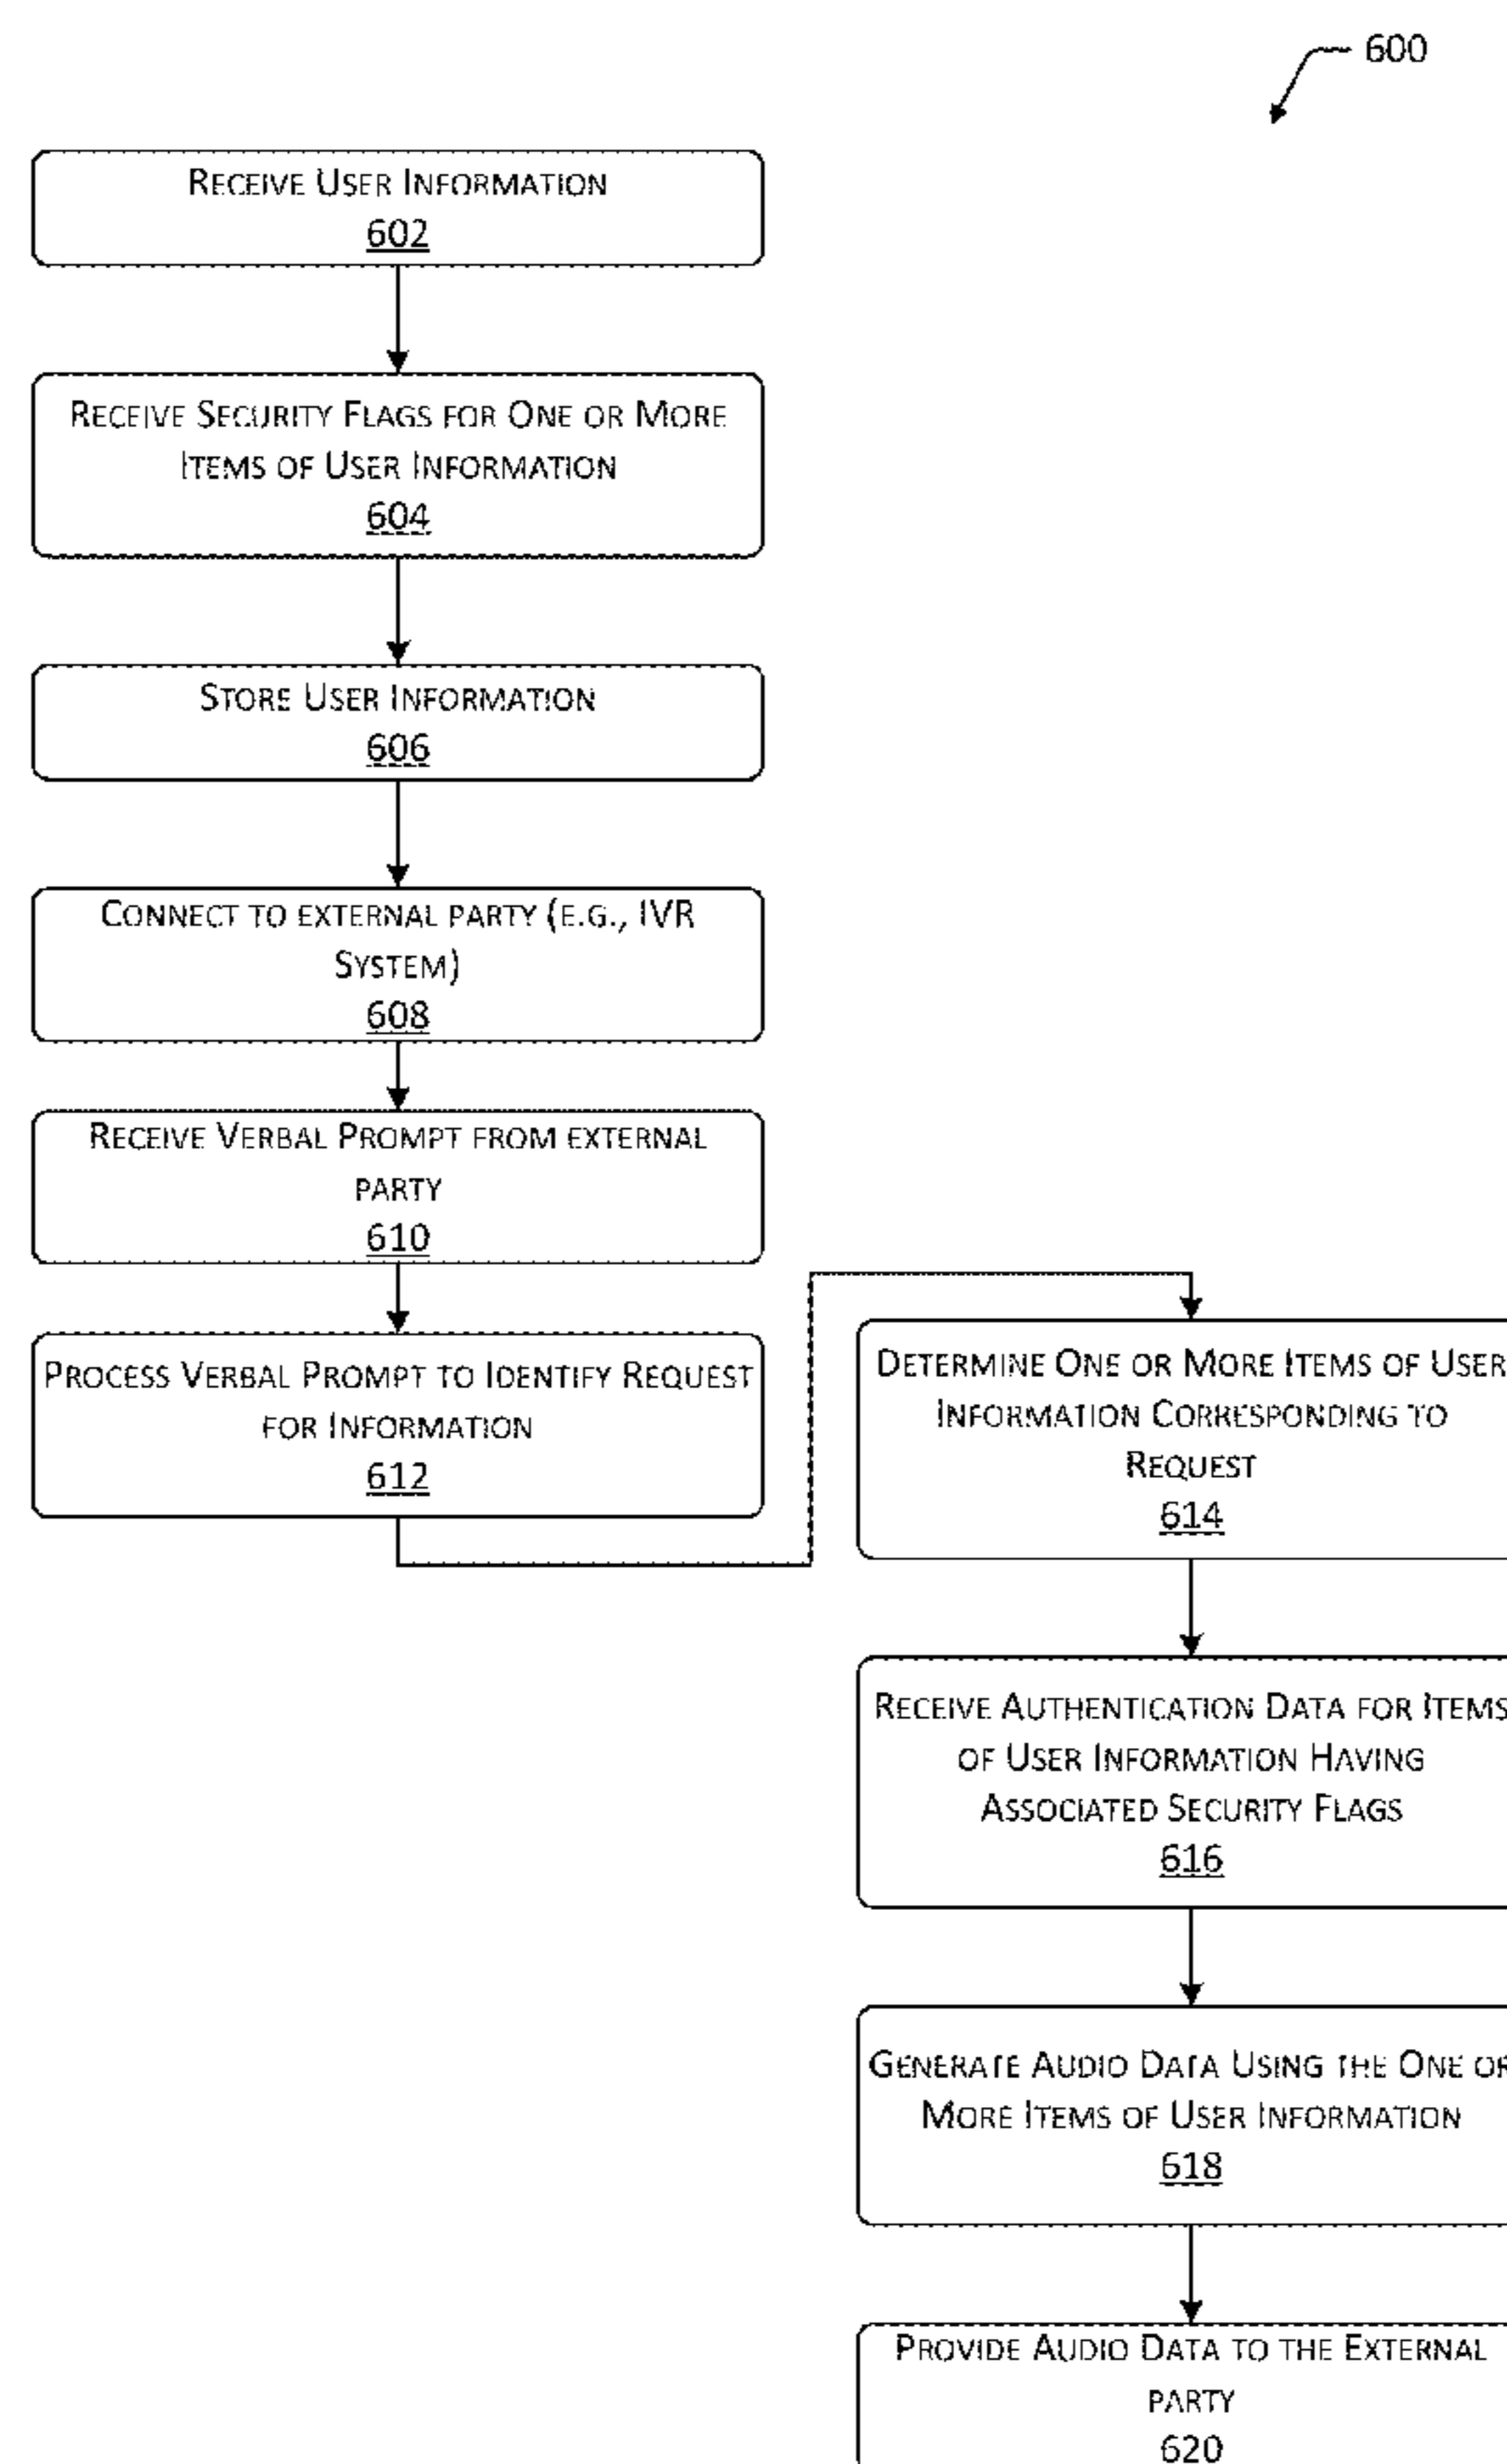 600
RECEIVE USER INFORMATION
602
RECEIVE SECURITY FLAGS FOR ONE OR MORE
ITEMS OF USER INFORMATION
604
STORE USER INFORMATION
606
CONNECT TO EXTERNAL PARTY (E.G., IVR
SYSTEM)
608
RECEIVE VERBAL PROMPT FROM EXTERNAL
PARTY
610
PROCESS VERBAL PROMPT TO IDENTIFY REQUEST
FOR INFORMATION
612
DETERMINE ONE OR MORE ITEMS OF USER
INFORMATION CORRESPONDING TO
REQUEST
614
RECEIVE AUTHENTICATION DATA FOR ITEMS
OF USER INFORMATION HAVING
ASSOCIATED SECURITY FLAGS
616
GENERATE AUDIO DATA USING THE ONE OR
MORE ITEMS OF USER INFORMATION
618
PROVIDE AUDIO DATA TO THE EXTERNAL
PARTY
620